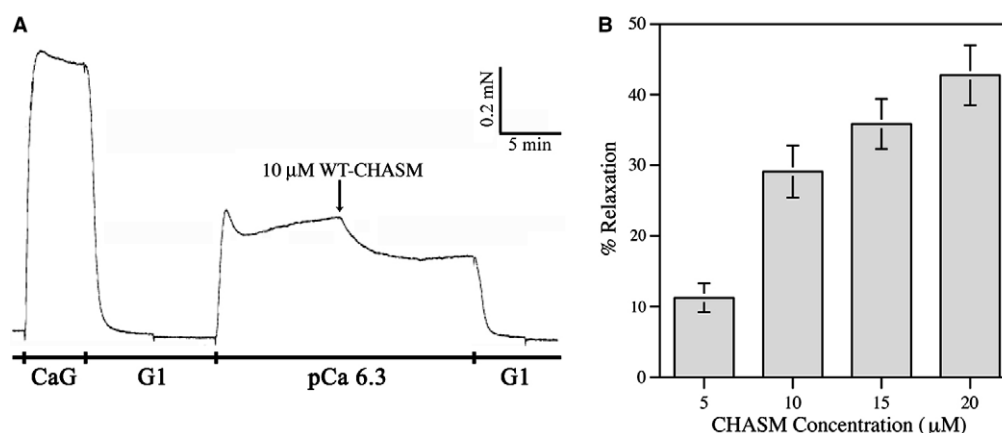 A
0.2 mN
5 min
10 μM WT-CHASM
CaG
G1
pCa 6.3
G1
B
50
40
30
20
10
0
% Relaxation
5
10
15
20
CHASM Concentration ( μM)